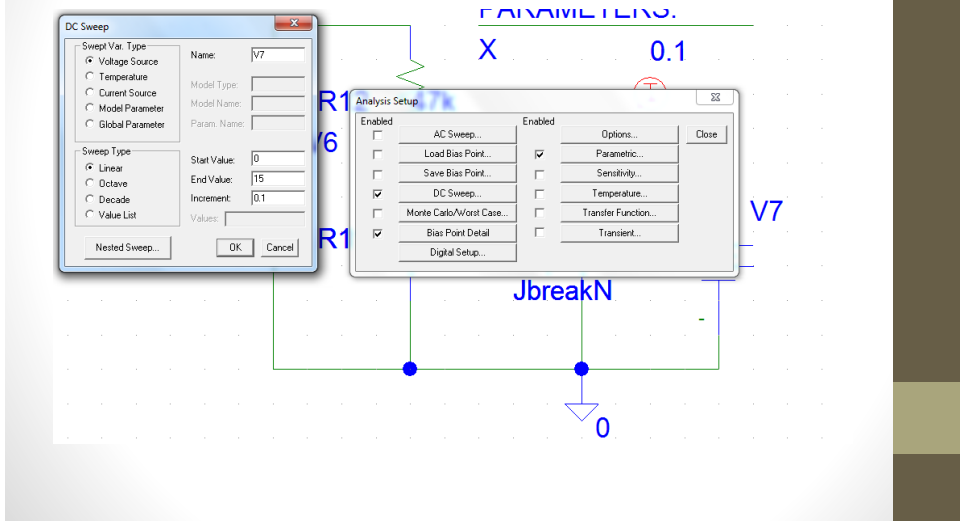 PARAMETERS:
X 0.1
DC Sweep
Swept Var. Type
Voltage Source
Temperature
Current Source
Model Parameter
Global Parameter
Name: V7
Model Type:
Model Name:
Param. Name:
Sweep Type
Linear
Octave
Decade
Value List
Start Value: 0
End Value: 15
Increment: 0.1
Values:
Nested Sweep...
OK
Cancel
R1
47k
V6
R1
Analysis Setup
Enabled
Enabled
AC Sweep...
Options...
Close
Load Bias Point...
Parametric...
Save Bias Point...
Sensitivity...
DC Sweep...
Temperature...
Monte Carlo/Worst Case...
Transfer Function...
Bias Point Detail
Transient...
Digital Setup...
V7
JbreakN
-
0